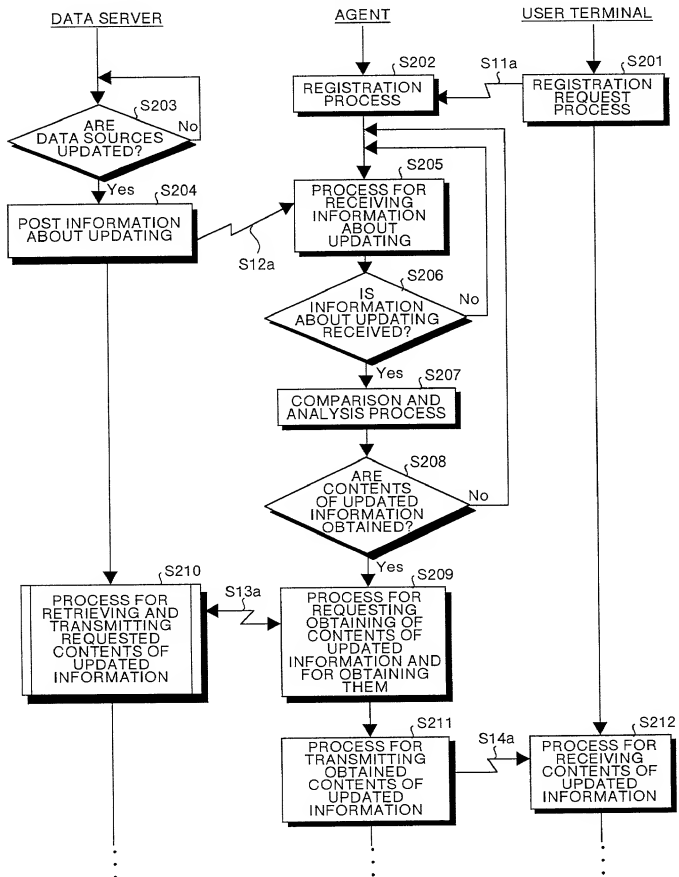 DATA SERVER
AGENT
USER TERMINAL
S202
S11a
S201
REGISTRATION
PROCESS
REGISTRATION
REQUEST
PROCESS
S203
No
ARE
DATA SOURCES
UPDATED?
Yes
S204
POST INFORMATION
ABOUT UPDATING
S12a
S205
PROCESS FOR
RECEIVING
INFORMATION
ABOUT
UPDATING
S206
No
IS
INFORMATION
ABOUT UPDATING
RECEIVED?
Yes
S207
COMPARISON AND
ANALYSIS PROCESS
S208
No
ARE
CONTENTS
OF UPDATED
INFORMATION
OBTAINED?
Yes
S210
PROCESS FOR
RETRIEVING AND
TRANSMITTING
REQUESTED
CONTENTS OF
UPDATED
INFORMATION
S13a
S209
PROCESS FOR
REQUESTING
OBTAINING OF
CONTENTS OF
UPDATED
INFORMATION AND
FOR OBTAINING
THEM
S211
PROCESS FOR
TRANSMITTING
OBTAINED
CONTENTS OF
UPDATED
INFORMATION
S14a
S212
PROCESS FOR
RECEIVING
CONTENTS OF
UPDATED
INFORMATION